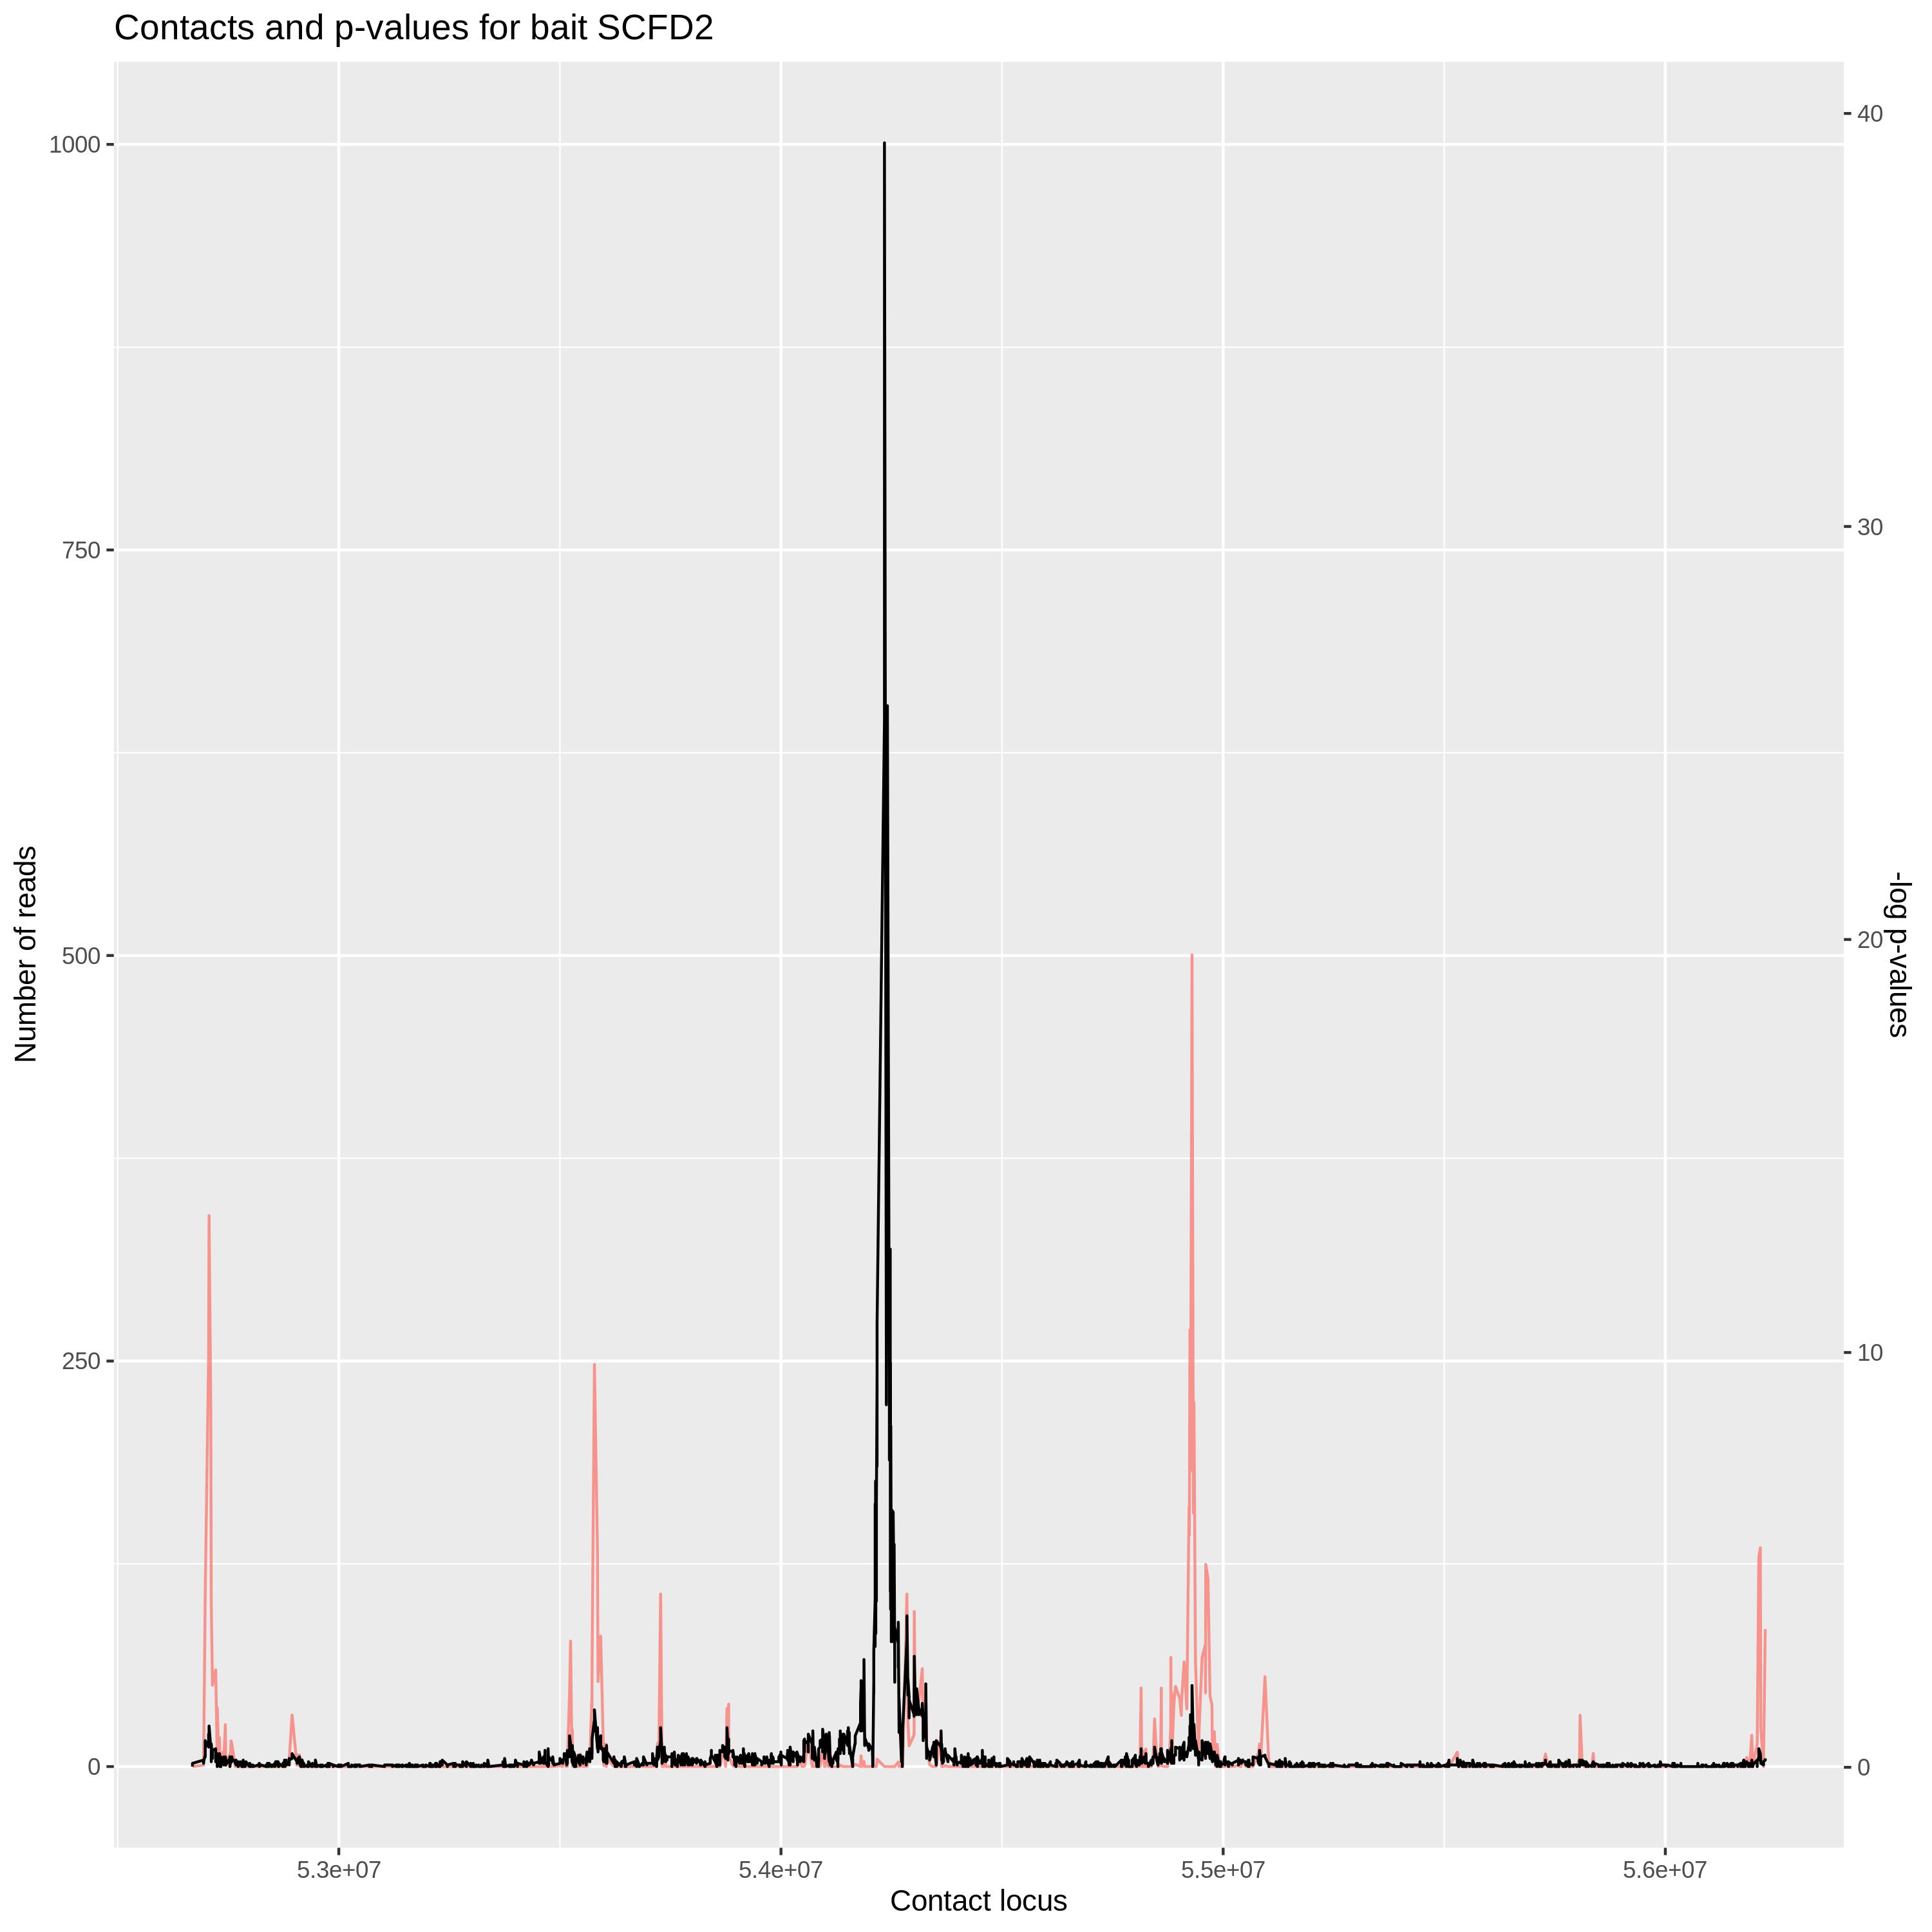 Contacts and p-values for bait SCFD2
1000
750
500
250
0
Number of reads
40
30
20
10
0
-log p-values
5.3e+07
5.4e+07
5.5e+07
5.6e+07
Contact locus